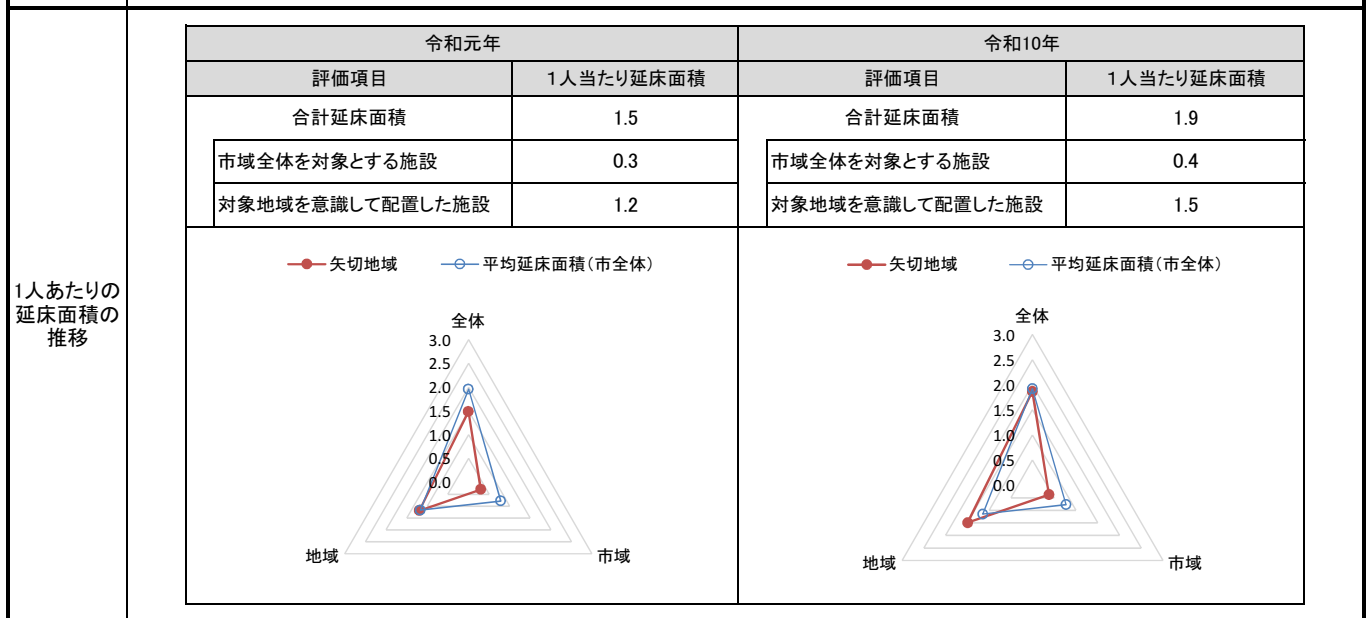 1人あたりの
延床面積の
推移
令和元年
評価項目 1人当たり延床面積
合計延床面積 1.5
市域全体を対象とする施設 0.3
対象地域を意識して配置した施設 1.2
矢切地域 平均延床面積(市全体)
全体
3.0
2.5
2.0
1.5
1.0
0.5
0.0
地域 市域
令和10年
評価項目 1人当たり延床面積
合計延床面積 1.9
市域全体を対象とする施設 0.4
対象地域を意識して配置した施設 1.5
矢切地域 平均延床面積(市全体)
全体
3.0
2.5
2.0
1.5
1.0
0.5
0.0
地域 市域